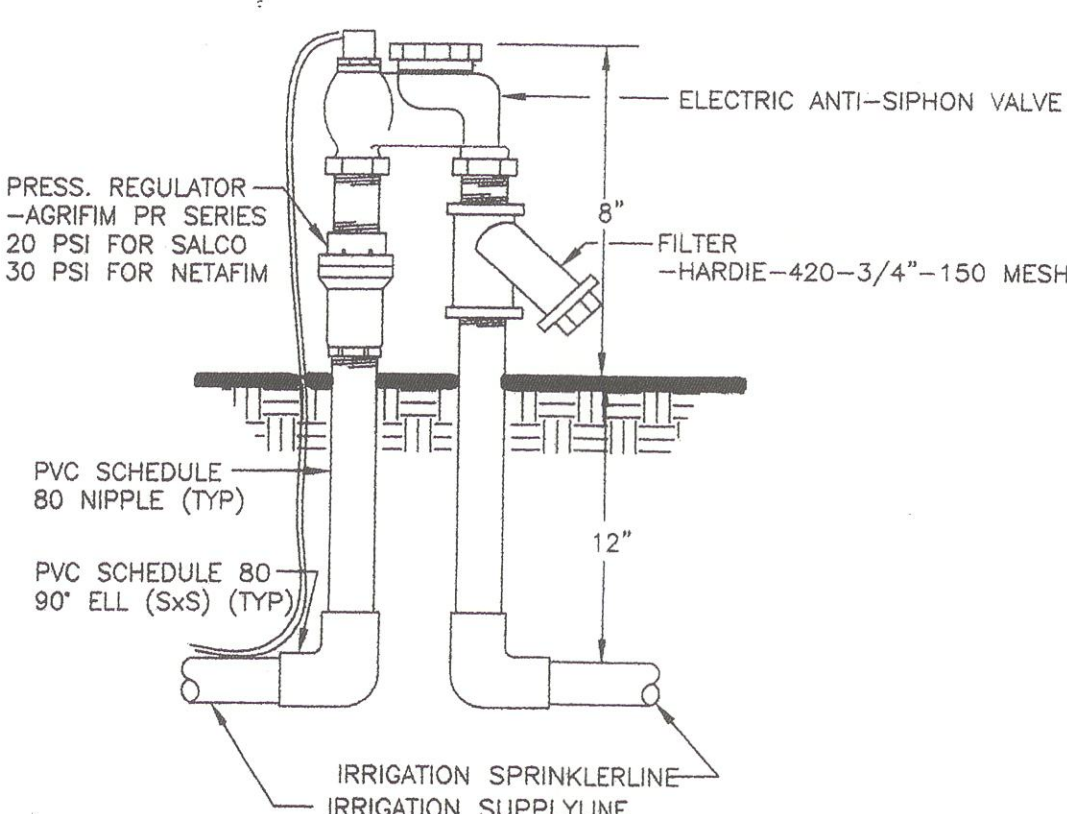 ELECTRIC ANTI-SIPHON VALVE
PRESS. REGULATOR
-AGRIFIM PR SERIES
20 PSI FOR SALCO
30 PSI FOR NETAFIM
8"
FILTER
-HARDIE-420-3/4"-150 MESH
PVC SCHEDULE
80 NIPPLE (TYP)
12"
PVC SCHEDULE 80
90° ELL (SxS) (TYP)
IRRIGATION SPRINKLERLINE
IRRIGATION SUPPLYLINE